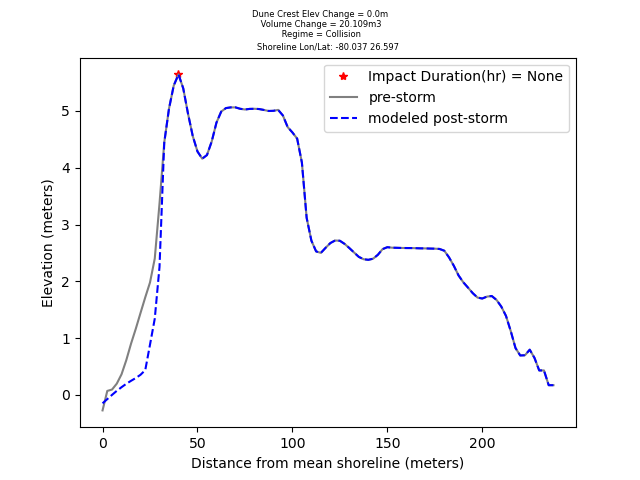 Dune Crest Elev Change = 0.0m
Volume Change = 20.109m3
Regime = Collision
Shoreline Lon/Lat: -80.037 26.597
Impact Duration(hr) = None
pre-storm
modeled post-storm
Elevation (meters)
5
4
3
2
1
0
0 50 100 150 200
Distance from mean shoreline (meters)